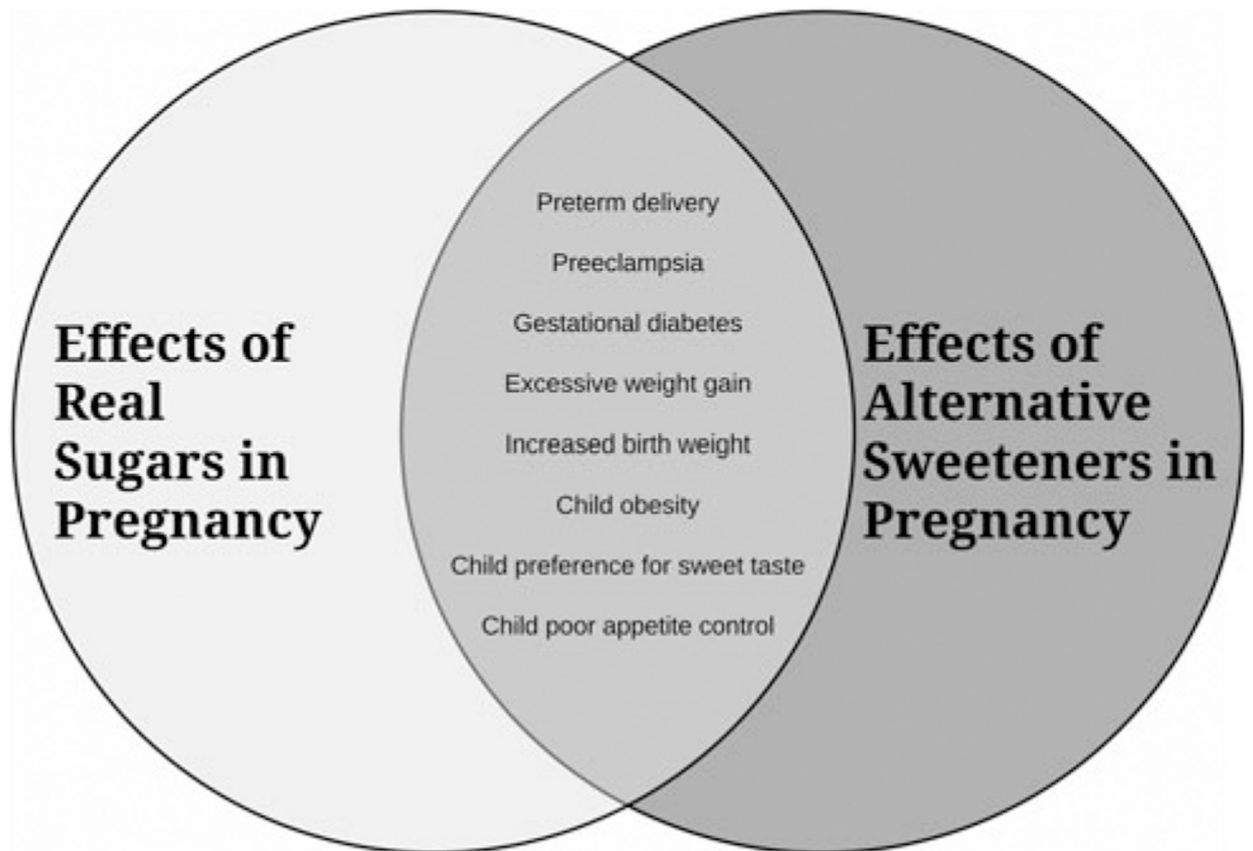 Effects of
Real
Sugars in
Pregnancy
Preterm delivery
Preeclampsia
Gestational diabetes
Excessive weight gain
Increased birth weight
Child obesity
Child preference for sweet taste
Child poor appetite control
Effects of
Alternative
Sweeteners in
Pregnancy